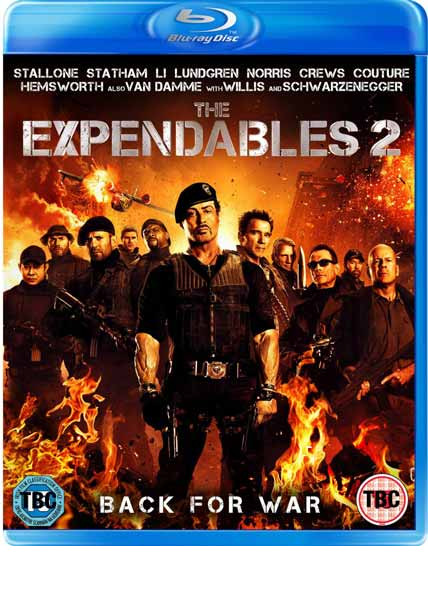 Blu-ray Disc
STALLONE STATHAM LI LUNDGREN NORRIS CREWS COUTURE
HEMSWORTH ALSO VAN DAMME WITH WILLIS AND SCHWARZENEGGER
THE
EXPENDABLES 2
BACK FOR WAR
TBC
TBC